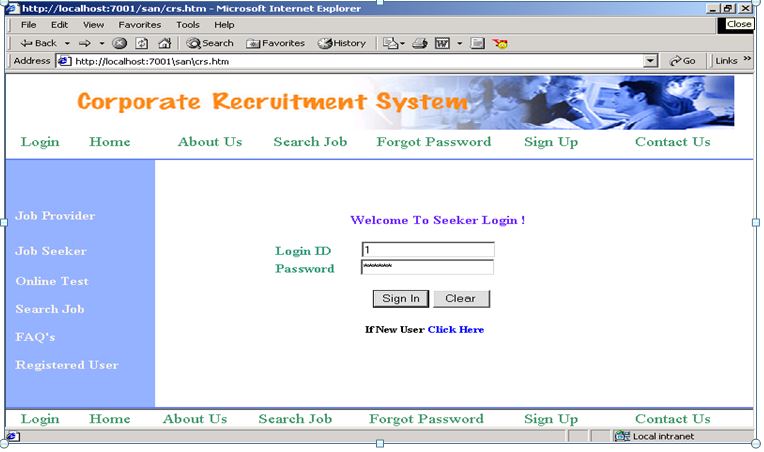 http://localhost:7001/san/crs.htm - Microsoft Internet Explorer
Close
File Edit View Favorites Tools Help
Back Search Favorites History
Address http://localhost:7001\san\crs.htm Go Links »
Corporate Recruitment System
Login Home About Us Search Job Forgot Password Sign Up Contact Us
Job Provider
Job Seeker
Online Test
Search Job
FAQ's
Registered User
Welcome To Seeker Login !
Login ID 1
Password ******
Sign In Clear
If New User Click Here
Login Home About Us Search Job Forgot Password Sign Up Contact Us
Local intranet